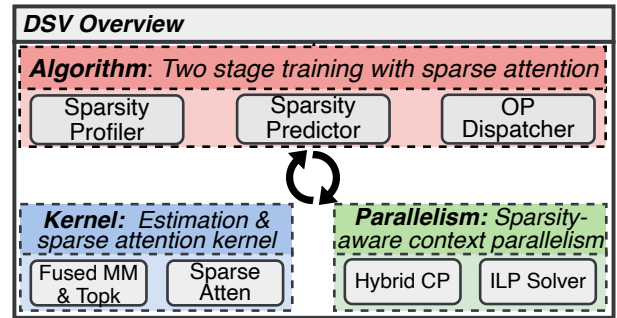 DSV Overview
Algorithm: Two stage training with sparse attention
Sparsity
Profiler
Sparsity
Predictor
OP
Dispatcher
Kernel: Estimation &
sparse attention kernel
Fused MM
& Topk
Sparse
Atten
Parallelism: Sparsity-
aware context parallelism
Hybrid CP
ILP Solver